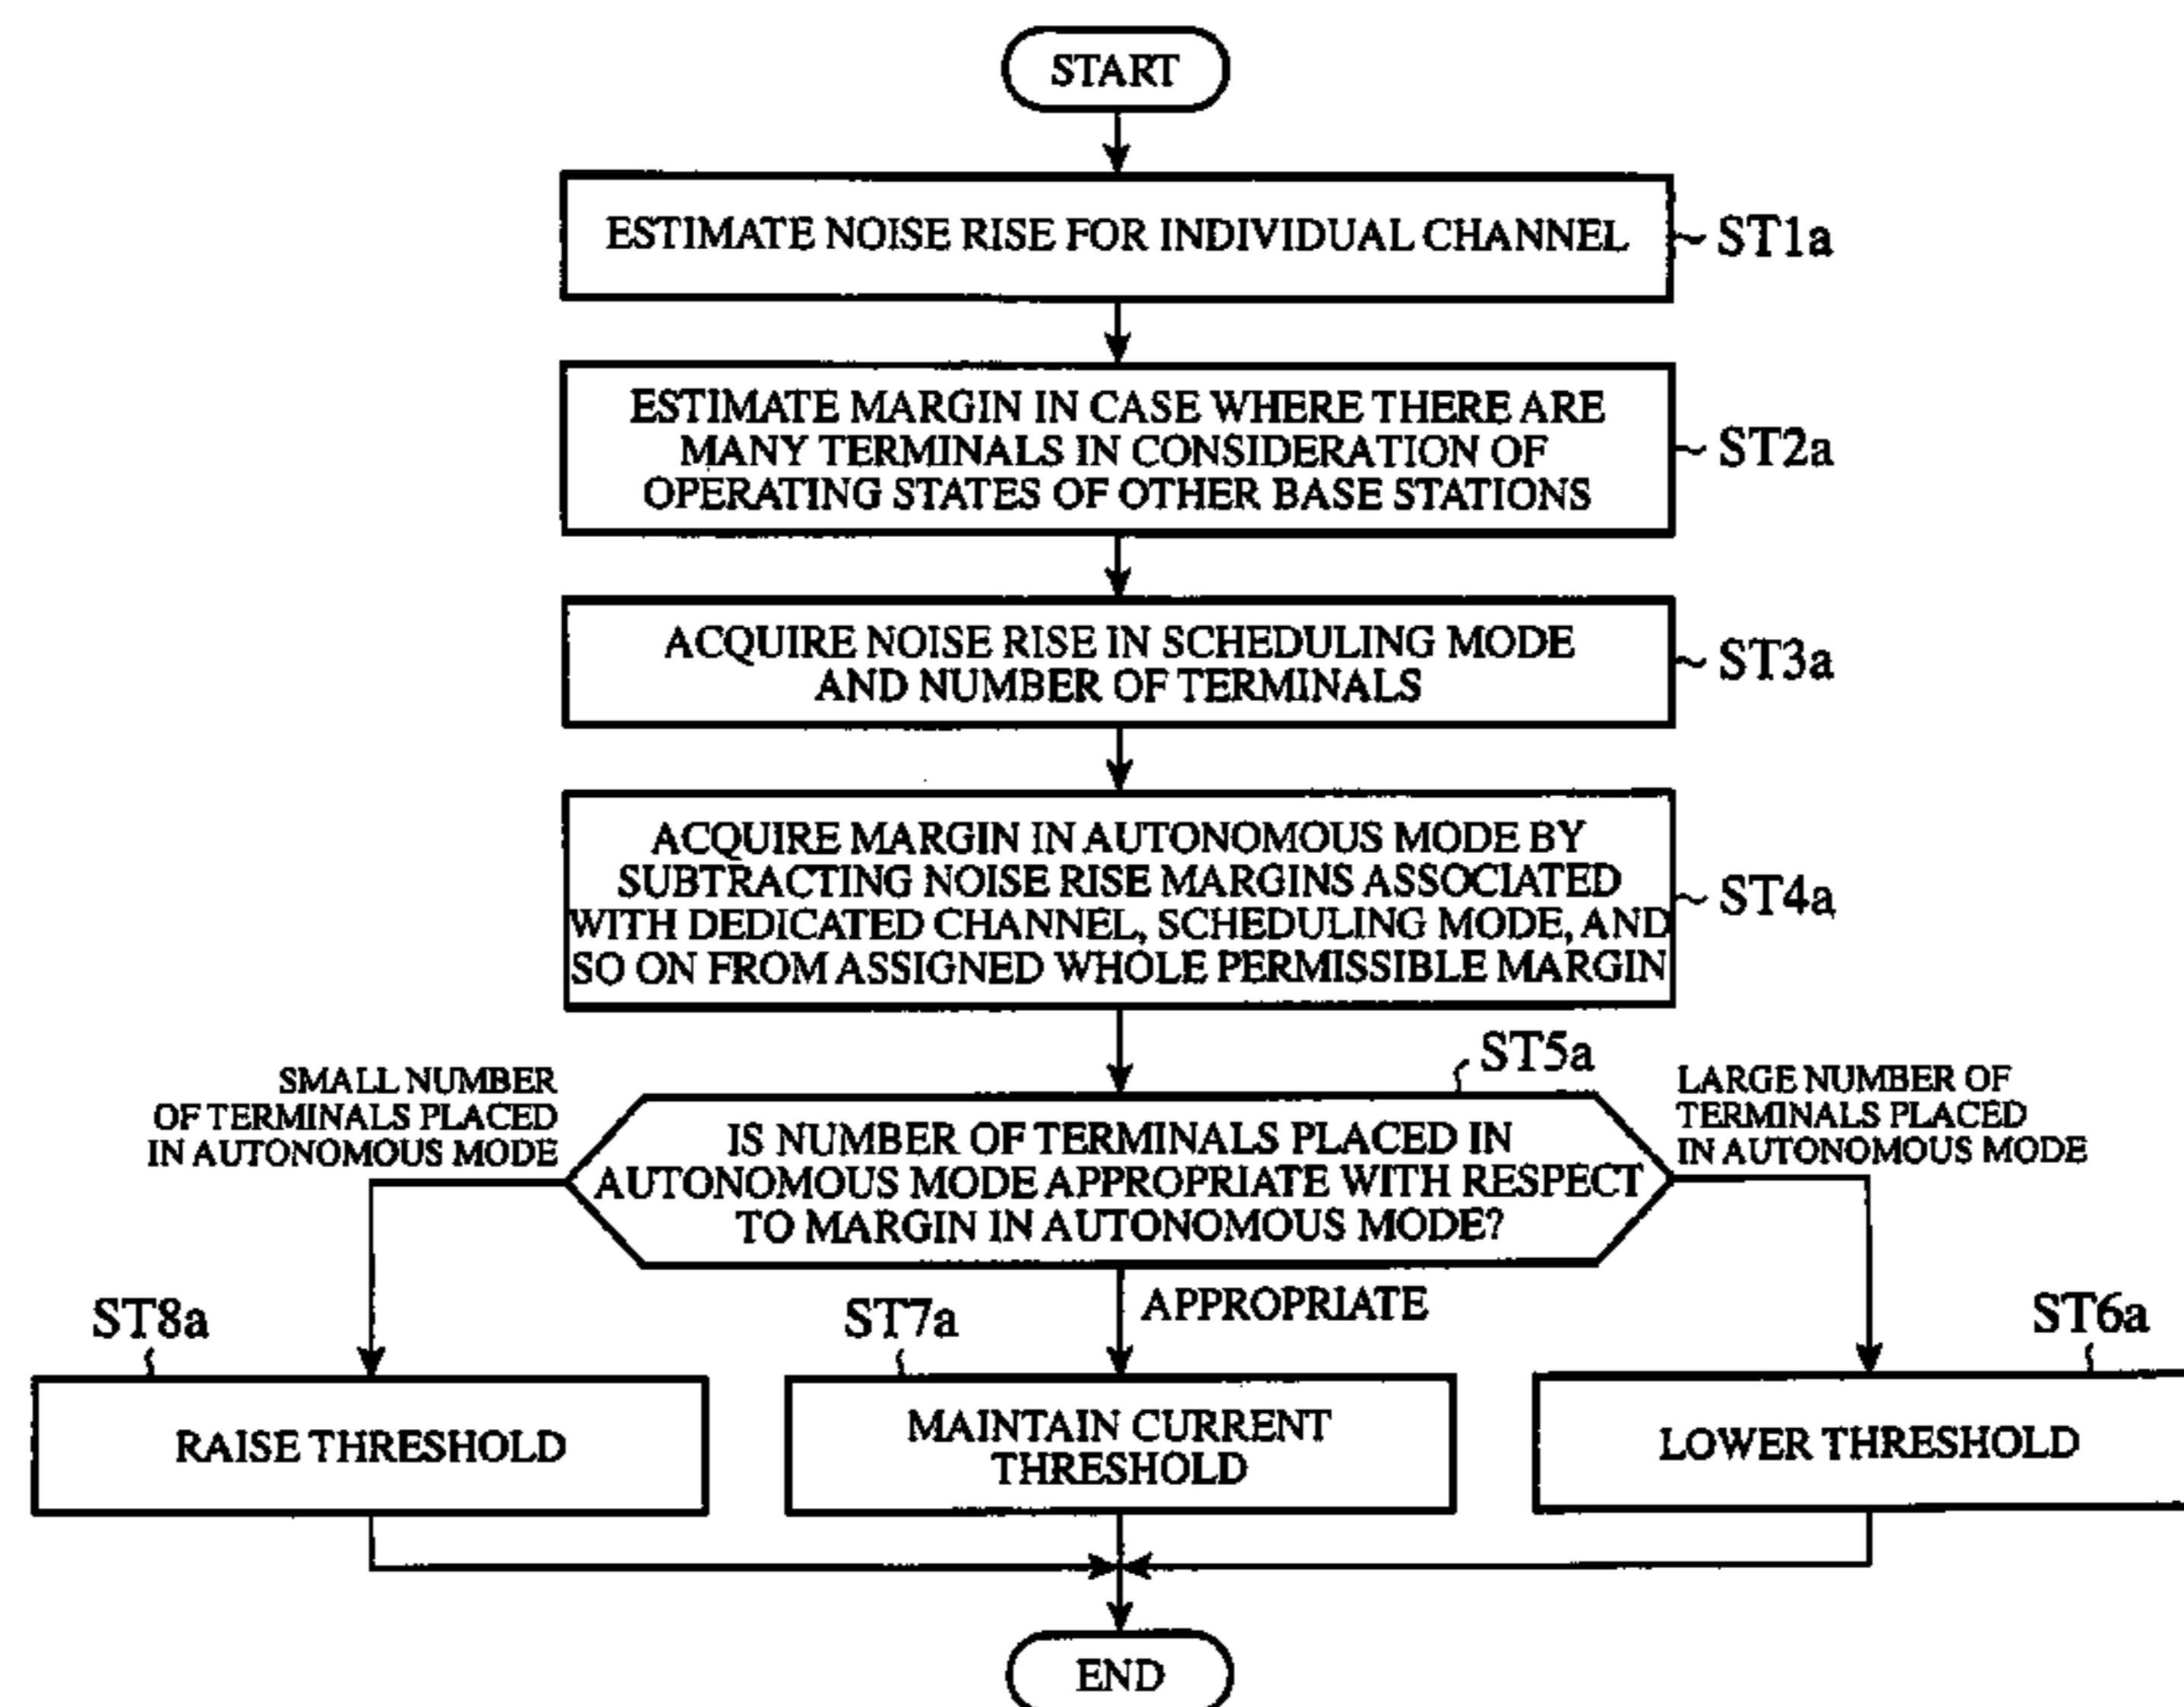 START
ESTIMATE NOISE RISE FOR INDIVIDUAL CHANNEL
ST1a
ESTIMATE MARGIN IN CASE WHERE THERE ARE
MANY TERMINALS IN CONSIDERATION OF
OPERATING STATES OF OTHER BASE STATIONS
ST2a
ACQUIRE NOISE RISE IN SCHEDULING MODE
AND NUMBER OF TERMINALS
ST3a
ACQUIRE MARGIN IN AUTONOMOUS MODE BY
SUBTRACTING NOISE RISE MARGINS ASSOCIATED
WITH DEDICATED CHANNEL, SCHEDULING MODE, AND
SO ON FROM ASSIGNED WHOLE PERMISSIBLE MARGIN
ST4a
ST5a
SMALL NUMBER
OF TERMINALS PLACED
IN AUTONOMOUS MODE
IS NUMBER OF TERMINALS PLACED IN
AUTONOMOUS MODE APPROPRIATE WITH RESPECT
TO MARGIN IN AUTONOMOUS MODE?
LARGE NUMBER OF
TERMINALS PLACED
IN AUTONOMOUS MODE
APPROPRIATE
ST8a
RAISE THRESHOLD
ST7a
MAINTAIN CURRENT
THRESHOLD
ST6a
LOWER THRESHOLD
END